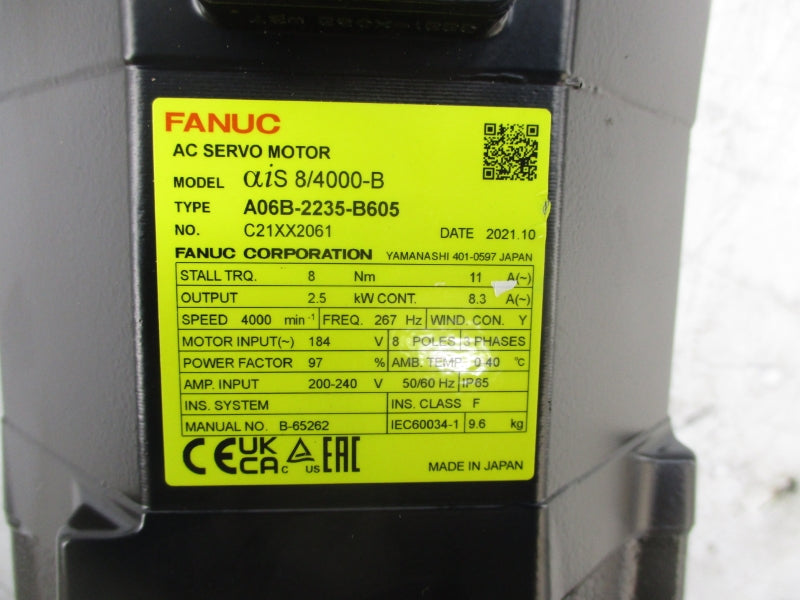 FANUC
AC SERVO MOTOR
MODEL αiS 8/4000-B
TYPE A06B-2235-B605
NO. C21XX2061 DATE 2021.10
FANUC CORPORATION YAMANASHI 401-0597 JAPAN
STALL TRQ. 8 Nm 11 A(~)
OUTPUT 2.5 kW CONT. 8.3 A(~)
SPEED 4000 min⁻¹ FREQ. 267 Hz WIND. CON. Y
MOTOR INPUT(~) 184 V 8 POLES 3 PHASES
POWER FACTOR 97 % AMB. TEMP. 0-40 °C
AMP. INPUT 200-240 V 50/60 Hz IP65
INS. SYSTEM INS. CLASS F
MANUAL NO. B-65262 IEC60034-1 9.6 kg
CE UK CA C US EAC
MADE IN JAPAN